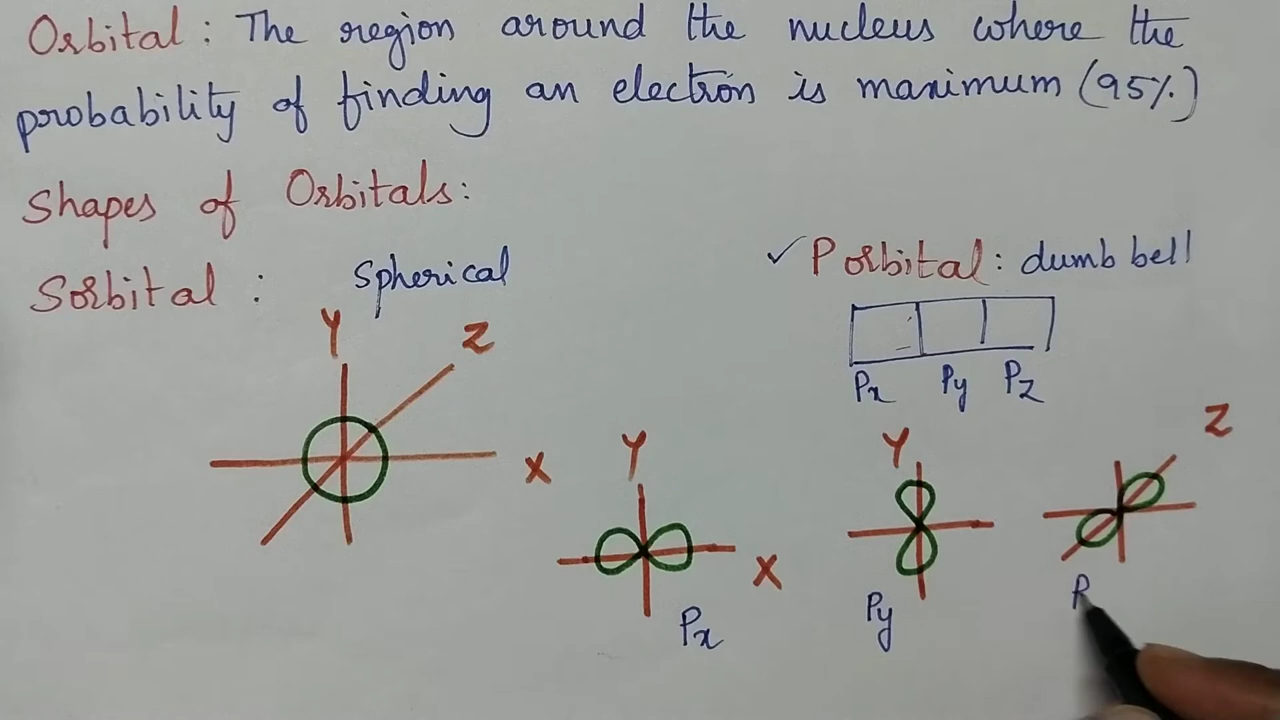 Orbital : The region around the nucleus where the
probability of finding an electron is maximum (95%)
Shapes of Orbitals:
S orbital : Spherical
✓ P orbital : dumb bell
Px Py Pz
Y Z
X
Y
X
Px
Y
Py
Z
P